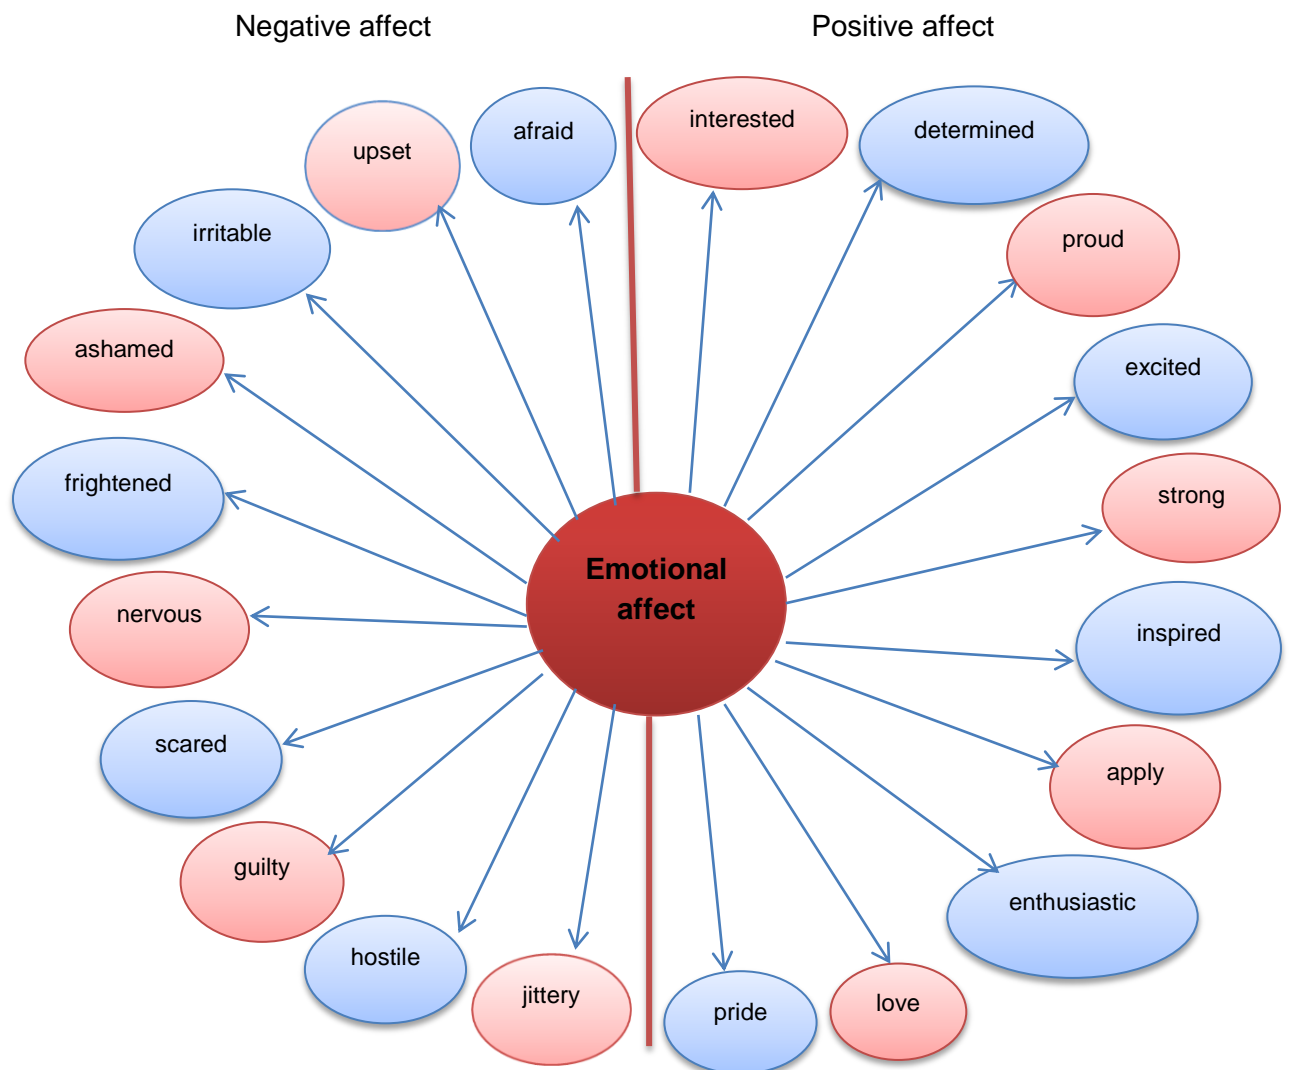 Negative affect
Positive affect
afraid
upset
irritable
ashamed
frightened
nervous
scared
guilty
hostile
jittery
Emotional
affect
interested
determined
proud
excited
strong
inspired
apply
enthusiastic
love
pride